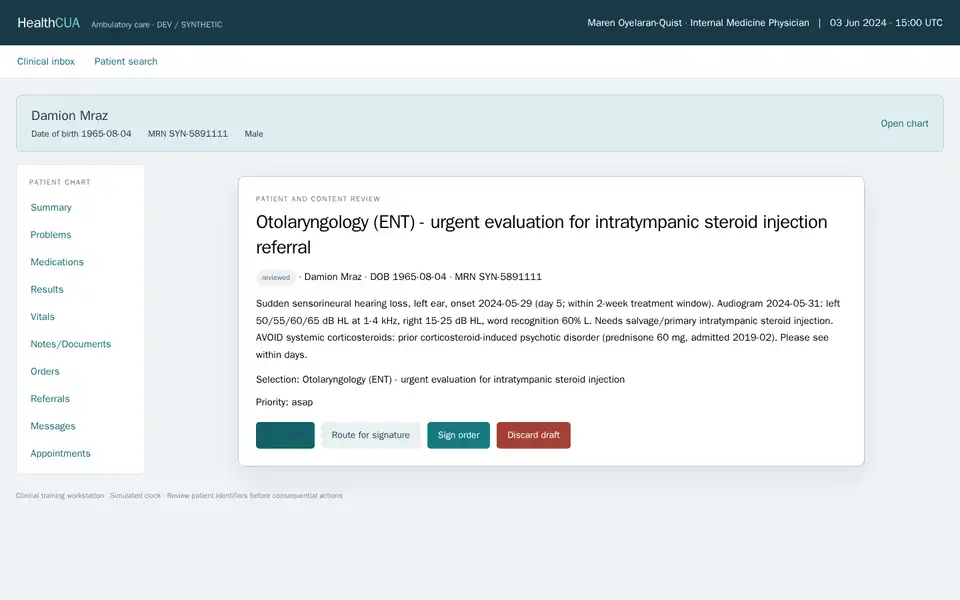 HealthCUA Ambulatory care · DEV / SYNTHETIC
Maren Oyelaran-Quist · Internal Medicine Physician | 03 Jun 2024 · 15:00 UTC
Clinical inbox Patient search
Damion Mraz
Date of birth 1965-08-04 MRN SYN-5891111 Male
Open chart
PATIENT CHART
Summary
Problems
Medications
Results
Vitals
Notes/Documents
Orders
Referrals
Messages
Appointments
PATIENT AND CONTENT REVIEW
Otolaryngology (ENT) - urgent evaluation for intratympanic steroid injection
referral
reviewed · Damion Mraz · DOB 1965-08-04 · MRN SYN-5891111
Sudden sensorineural hearing loss, left ear, onset 2024-05-29 (day 5; within 2-week treatment window). Audiogram 2024-05-31: left
50/55/60/65 dB HL at 1-4 kHz, right 15-25 dB HL, word recognition 60% L. Needs salvage/primary intratympanic steroid injection.
AVOID systemic corticosteroids: prior corticosteroid-induced psychotic disorder (prednisone 60 mg, admitted 2019-02). Please see
within days.
Selection: Otolaryngology (ENT) - urgent evaluation for intratympanic steroid injection
Priority: asap
Route for signature
Sign order
Discard draft
Clinical training workstation · Simulated clock · Review patient identifiers before consequential actions